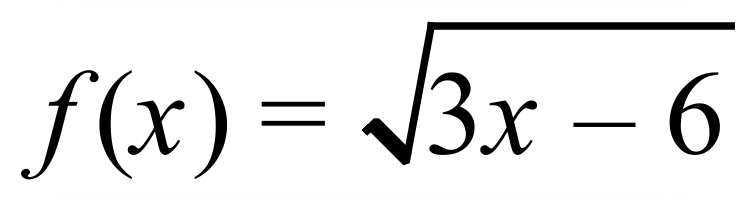 f(x) = √(3x – 6)